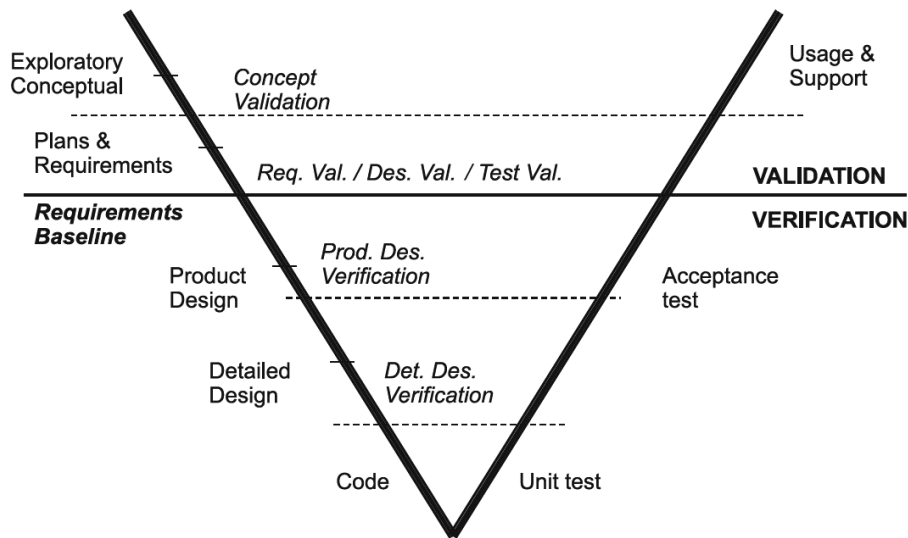 Exploratory
Conceptual
Concept
Validation
Usage &
Support
Plans &
Requirements
Req. Val. / Des. Val. / Test Val.
VALIDATION
Requirements
Baseline
VERIFICATION
Product
Design
Prod. Des.
Verification
Acceptance
test
Detailed
Design
Det. Des.
Verification
Code
Unit test